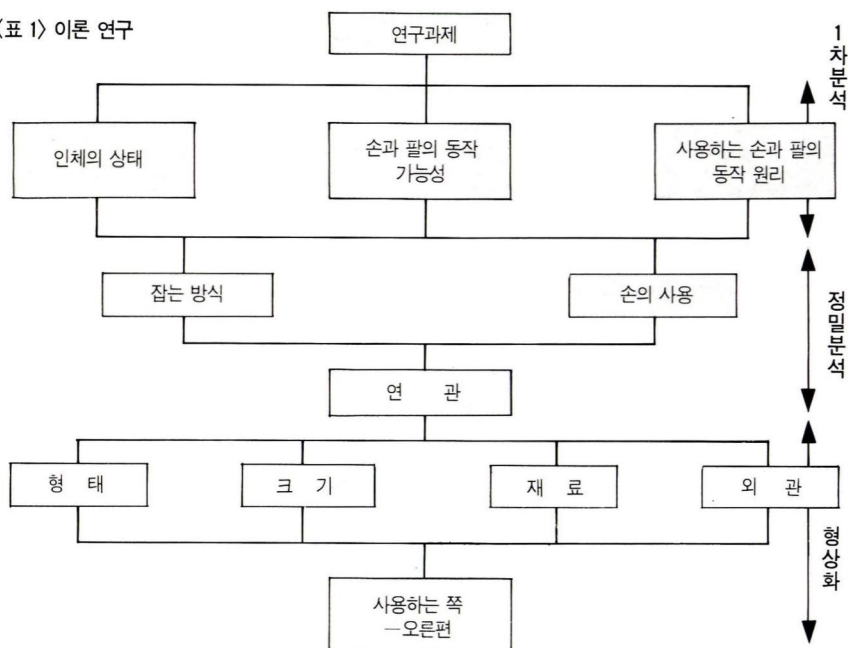 〈표 1〉 이론 연구
연구과제
1차분석
인체의 상태
손과 팔의 동작
가능성
사용하는 손과 팔의
동작 원리
잡는 방식
손의 사용
정밀분석
연 관
형 태
크 기
재 료
외 관
형상화
사용하는 쪽
—오른편